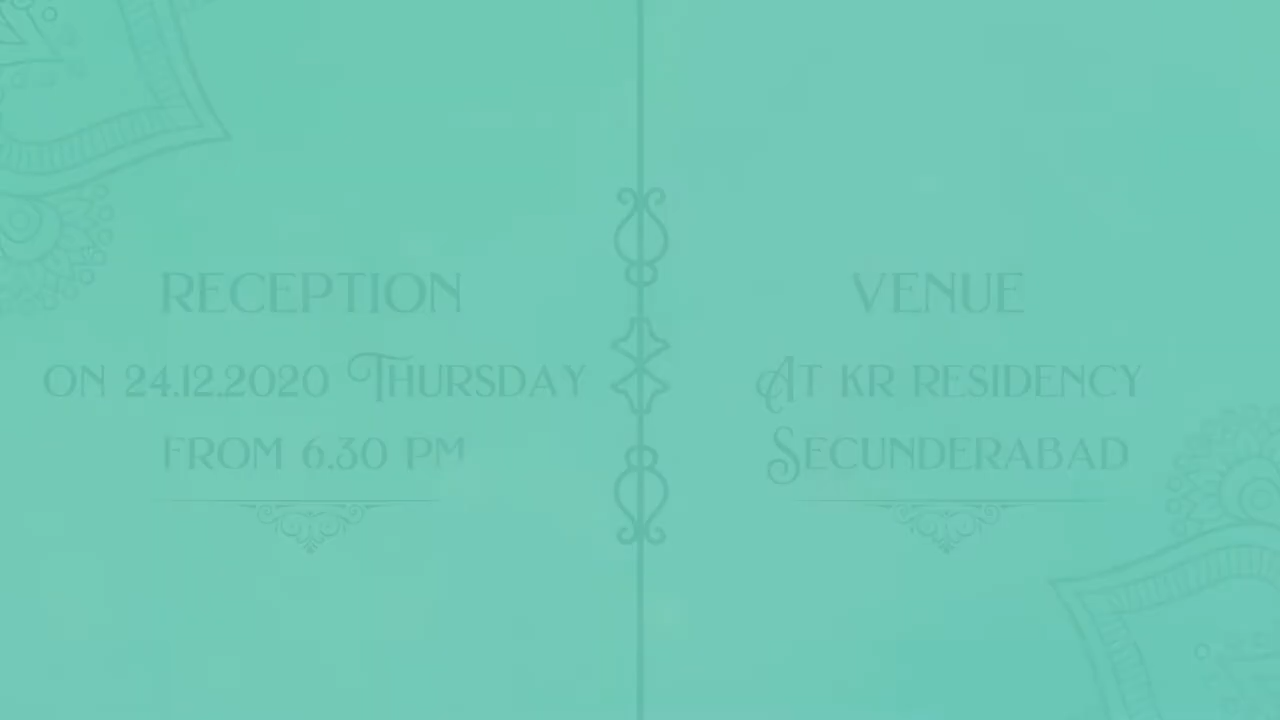 RECEPTION
ON 24.12.2020 THURSDAY
FROM 6.30 PM
VENUE
AT KR RESIDENCY
SECUNDERABAD